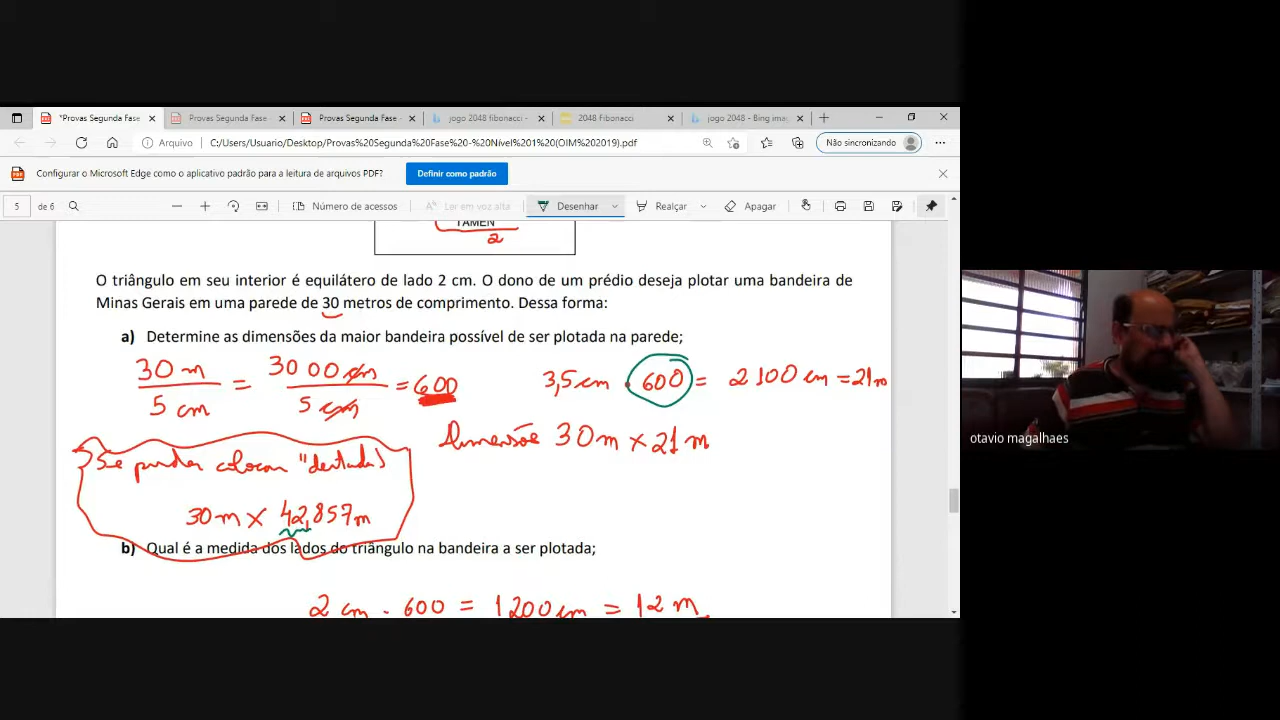 *Provas Segunda Fase
Provas Segunda Fase
Provas Segunda Fase -
jogo 2048 fibonacci -
2048 Fibonacci
jogo 2048 - Bing ima
Arquivo
C:/Users/Usuario/Desktop/Provas%20Segunda%20Fase%20-%20Nível%201%20(OIM%202019).pdf
Não sincronizando
Configurar o Microsoft Edge como o aplicativo padrão para a leitura de arquivos PDF?
Definir como padrão
5 de 6
Número de acessos
Ler em voz alta
Desenhar
Realçar
Apagar
TAMEN
2
O triângulo em seu interior é equilátero de lado 2 cm. O dono de um prédio deseja plotar uma bandeira de
Minas Gerais em uma parede de 30 metros de comprimento. Dessa forma:
a) Determine as dimensões da maior bandeira possível de ser plotada na parede;
30 m / 5 cm = 3000 cm / 5 cm = 600
3,5 cm . 600 = 2100 cm = 21 m
Dimensõe 30 m × 21 m
Se puder colocar "deitada"
30 m × 42,857 m
b) Qual é a medida dos lados do triângulo na bandeira a ser plotada;
2 cm . 600 = 1200 cm = 12 m
otavio magalhaes